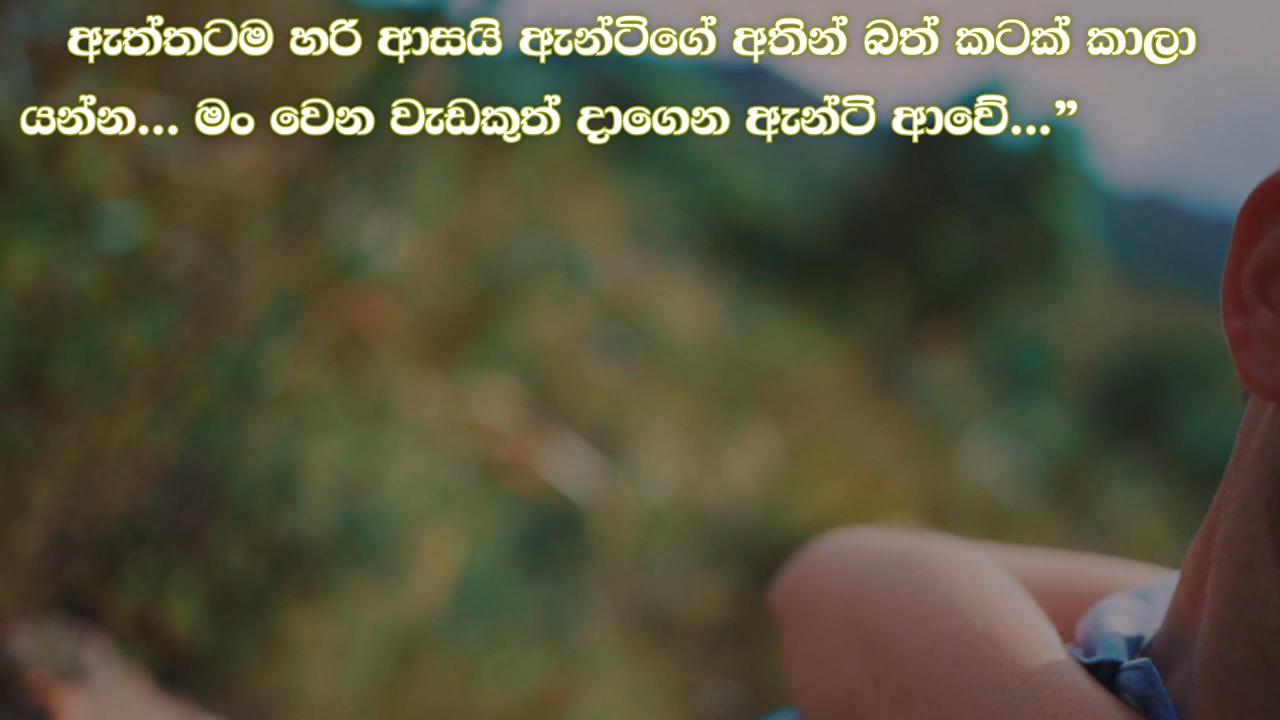 ඇත්තටම හරි ආසයි ඇන්ටිගේ අතින් බත් කටක් කාලා
යන්න... මං වෙන වැඩකුත් දාගෙන ඇන්ටි ආවේ...”